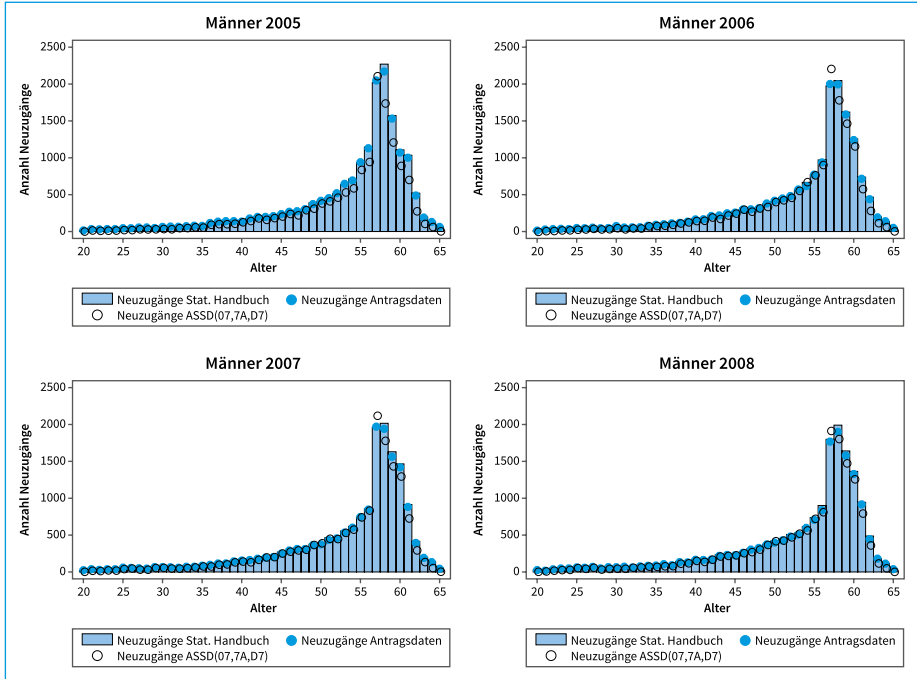 Männer 2005
Anzahl Neuzugänge
2500
2000
1500
1000
500
0
20 25 30 35 40 45 50 55 60 65
Alter
Neuzugänge Stat. Handbuch Neuzugänge Antragsdaten
Neuzugänge ASSD(07,7A,D7)
Männer 2006
Anzahl Neuzugänge
2500
2000
1500
1000
500
0
20 25 30 35 40 45 50 55 60 65
Alter
Neuzugänge Stat. Handbuch Neuzugänge Antragsdaten
Neuzugänge ASSD(07,7A,D7)
Männer 2007
Anzahl Neuzugänge
2500
2000
1500
1000
500
0
20 25 30 35 40 45 50 55 60 65
Alter
Neuzugänge Stat. Handbuch Neuzugänge Antragsdaten
Neuzugänge ASSD(07,7A,D7)
Männer 2008
Anzahl Neuzugänge
2500
2000
1500
1000
500
0
20 25 30 35 40 45 50 55 60 65
Alter
Neuzugänge Stat. Handbuch Neuzugänge Antragsdaten
Neuzugänge ASSD(07,7A,D7)